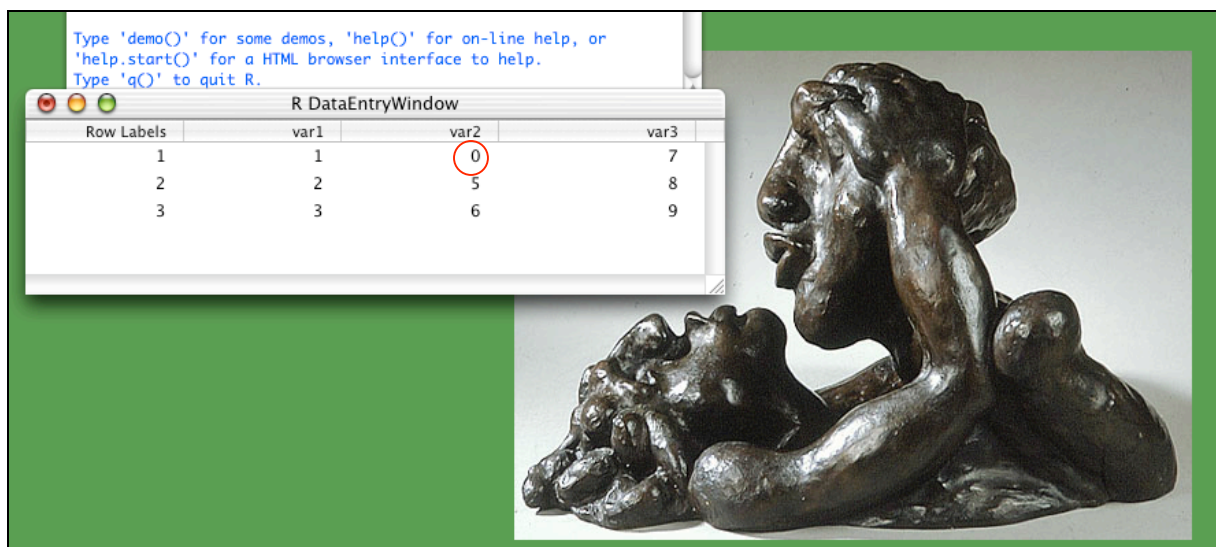 Type 'demo()' for some demos, 'help()' for on-line help, or
'help.start()' for a HTML browser interface to help.
Type 'q()' to quit R.
R DataEntryWindow
Row Labels var1 var2 var3
1 1 0 7
2 2 5 8
3 3 6 9